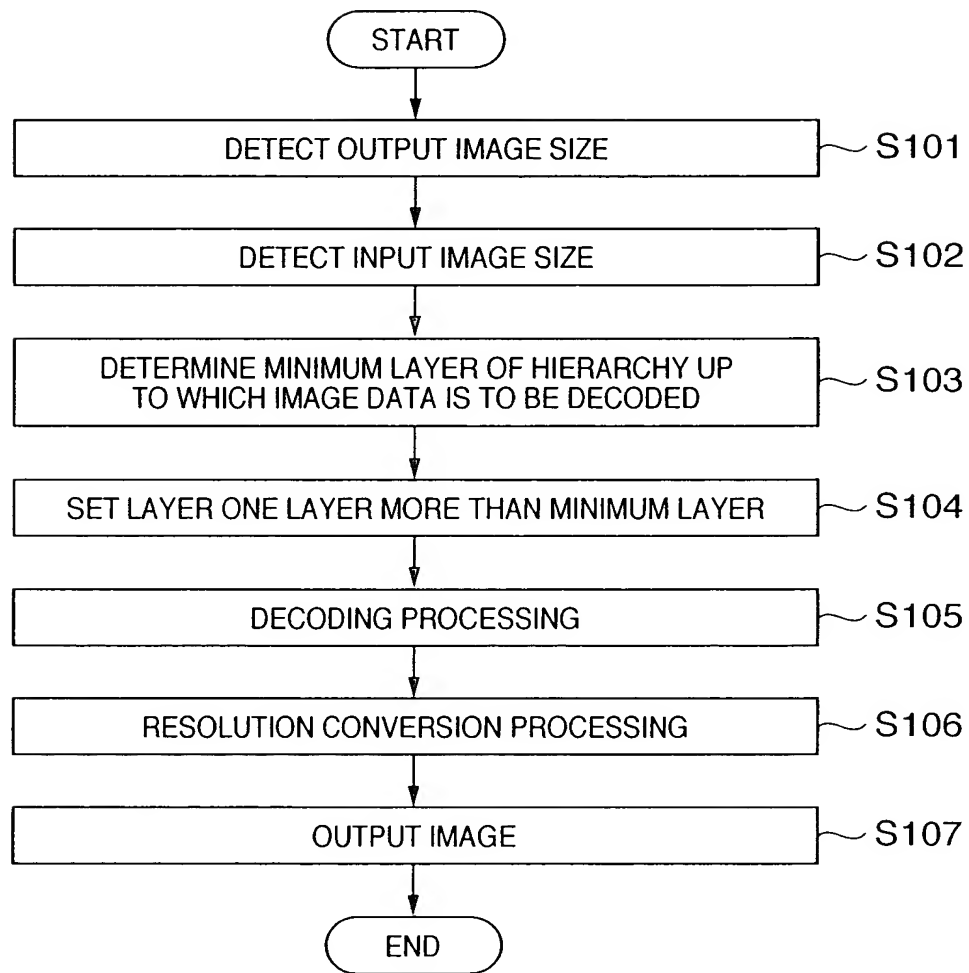 START
DETECT OUTPUT IMAGE SIZE
S101
DETECT INPUT IMAGE SIZE
S102
DETERMINE MINIMUM LAYER OF HIERARCHY UP
TO WHICH IMAGE DATA IS TO BE DECODED
S103
SET LAYER ONE LAYER MORE THAN MINIMUM LAYER
S104
DECODING PROCESSING
S105
RESOLUTION CONVERSION PROCESSING
S106
OUTPUT IMAGE
S107
END